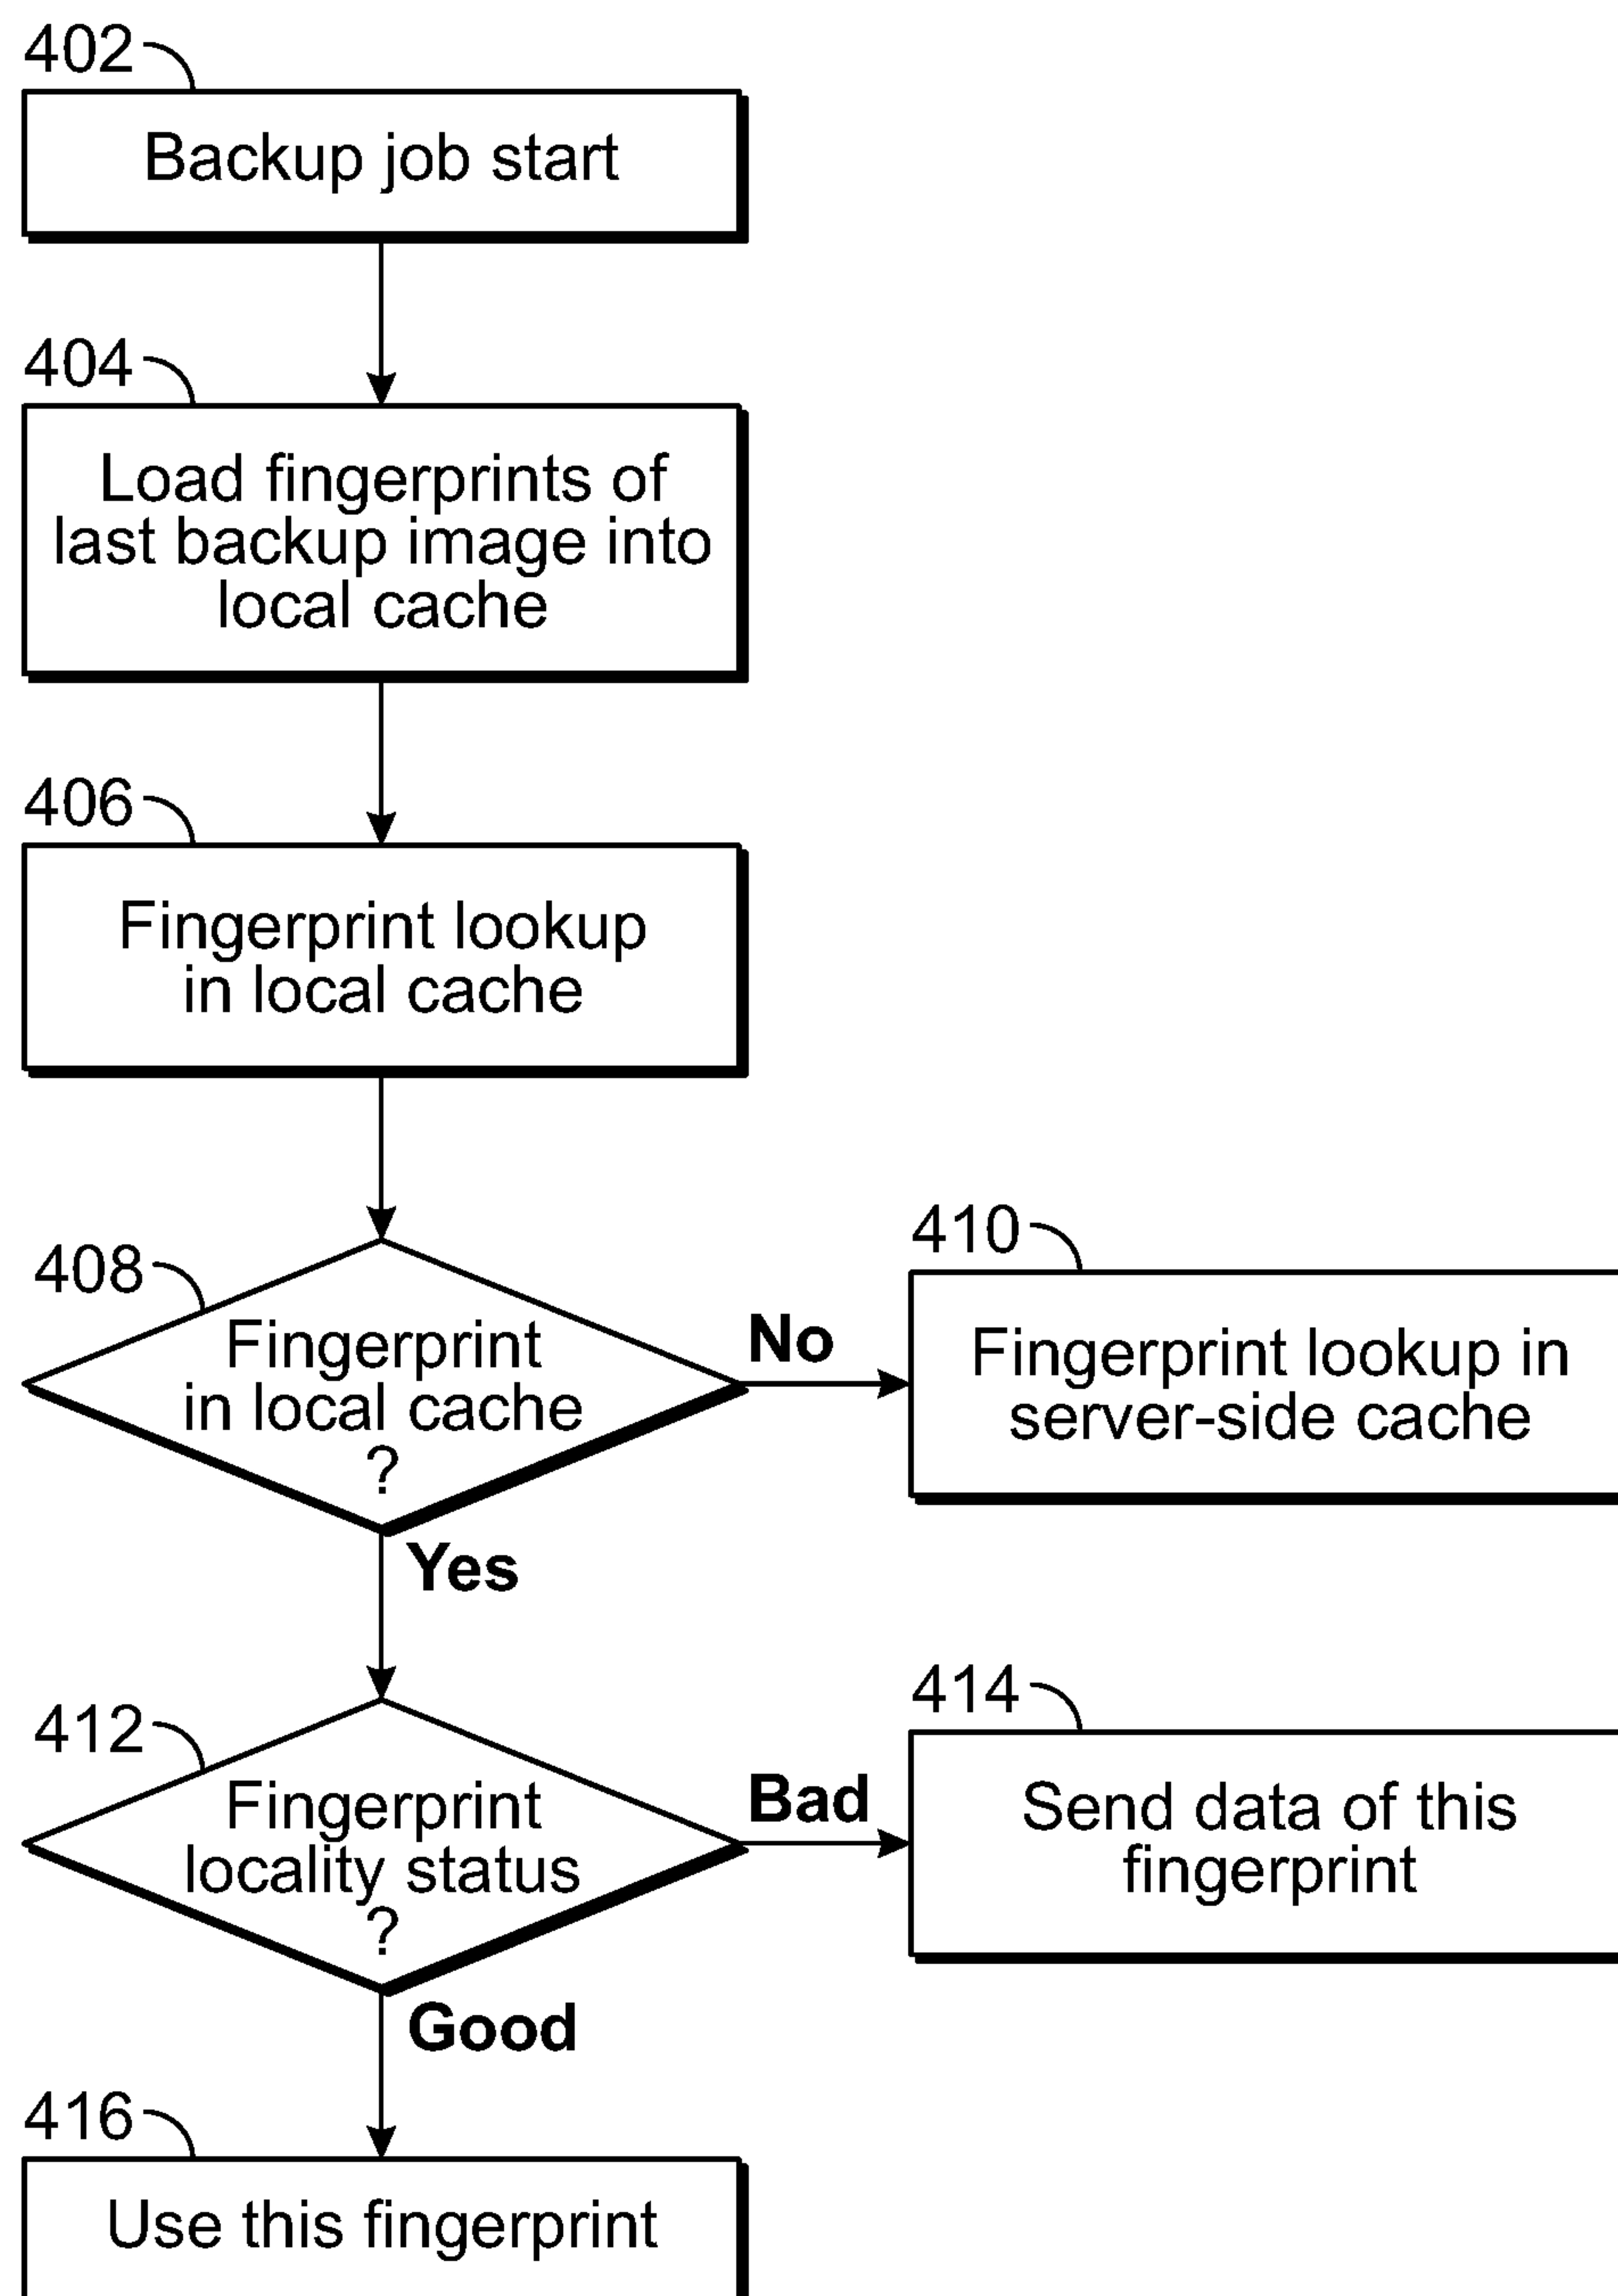 402
Backup job start
404
Load fingerprints of
last backup image into
local cache
406
Fingerprint lookup
in local cache
408
Fingerprint
in local cache
?
No
410
Fingerprint lookup in
server-side cache
Yes
412
Fingerprint
locality status
?
Bad
414
Send data of this
fingerprint
Good
416
Use this fingerprint